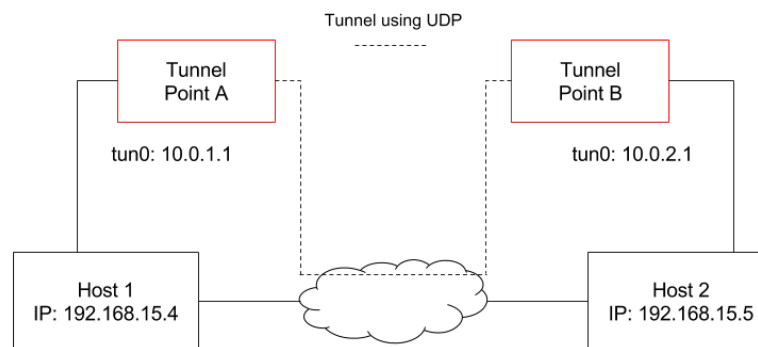 Tunnel using UDP
Tunnel
Point A
Tunnel
Point B
tun0: 10.0.1.1
tun0: 10.0.2.1
Host 1
IP: 192.168.15.4
Host 2
IP: 192.168.15.5